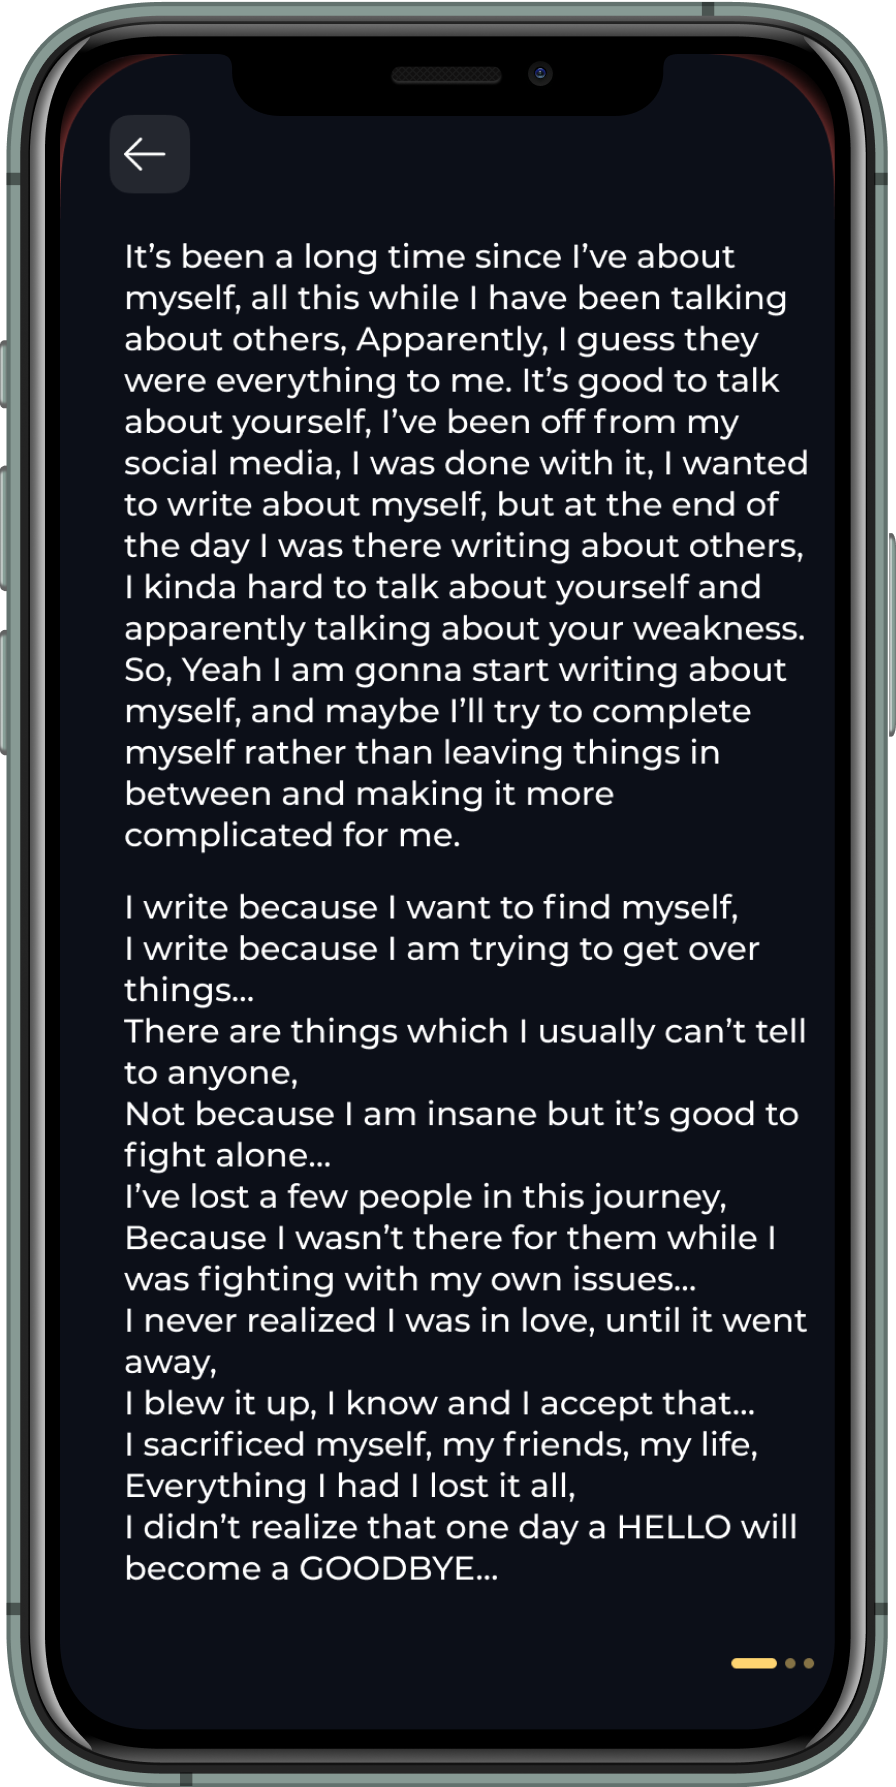 It’s been a long time since I’ve about
myself, all this while I have been talking
about others, Apparently, I guess they
were everything to me. It’s good to talk
about yourself, I’ve been off from my
social media, I was done with it, I wanted
to write about myself, but at the end of
the day I was there writing about others,
I kinda hard to talk about yourself and
apparently talking about your weakness.
So, Yeah I am gonna start writing about
myself, and maybe I’ll try to complete
myself rather than leaving things in
between and making it more
complicated for me.
I write because I want to find myself,
I write because I am trying to get over
things...
There are things which I usually can’t tell
to anyone,
Not because I am insane but it’s good to
fight alone...
I’ve lost a few people in this journey,
Because I wasn’t there for them while I
was fighting with my own issues...
I never realized I was in love, until it went
away,
I blew it up, I know and I accept that...
I sacrificed myself, my friends, my life,
Everything I had I lost it all,
I didn’t realize that one day a HELLO will
become a GOODBYE...